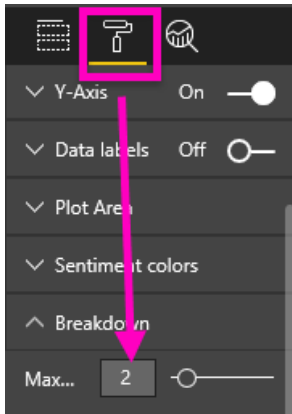 Y-Axis On
Data labels Off
Plot Area
Sentiment colors
Breakdown
Max... 2